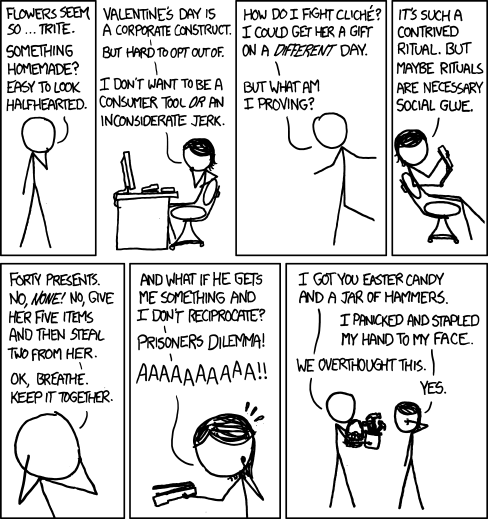 FLOWERS SEEM
SO ... TRITE.
SOMETHING
HOMEMADE?
EASY TO LOOK
HALFHEARTED.
VALENTINE'S DAY IS
A CORPORATE CONSTRUCT.
BUT HARD TO OPT OUT OF.
I DON'T WANT TO BE A
CONSUMER TOOL OR AN
INCONSIDERATE JERK.
HOW DO I FIGHT CLICHÉ?
I COULD GET HER A GIFT
ON A DIFFERENT DAY.
BUT WHAT AM
I PROVING?
IT'S SUCH A
CONTRIVED
RITUAL. BUT
MAYBE RITUALS
ARE NECESSARY
SOCIAL GLUE.
FORTY PRESENTS.
NO, NONE! NO, GIVE
HER FIVE ITEMS
AND THEN STEAL
TWO FROM HER.
OK, BREATHE.
KEEP IT TOGETHER.
AND WHAT IF HE GETS
ME SOMETHING AND
I DON'T RECIPROCATE?
PRISONERS DILEMMA!
AAAAAAAAAA!!
I GOT YOU EASTER CANDY
AND A JAR OF HAMMERS.
I PANICKED AND STAPLED
MY HAND TO MY FACE.
WE OVERTHOUGHT THIS.
YES.